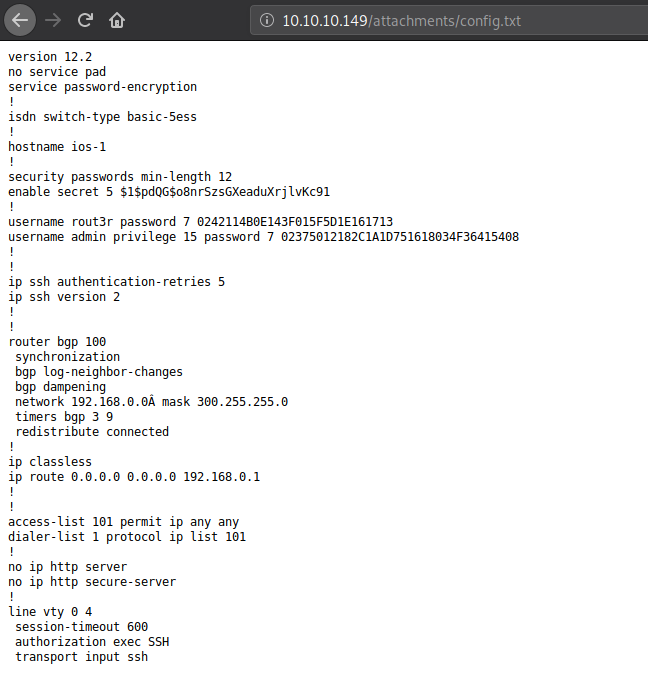 10.10.10.149/attachments/config.txt
version 12.2
no service pad
service password-encryption
!
isdn switch-type basic-5ess
!
hostname ios-1
!
security passwords min-length 12
enable secret 5 $1$pdQG$o8nrSzsGXeaduXrjlvKc91
!
username rout3r password 7 0242114B0E143F015F5D1E161713
username admin privilege 15 password 7 02375012182C1A1D751618034F36415408
!
!
ip ssh authentication-retries 5
ip ssh version 2
!
!
router bgp 100
 synchronization
 bgp log-neighbor-changes
 bgp dampening
 network 192.168.0.0Â mask 300.255.255.0
 timers bgp 3 9
 redistribute connected
!
ip classless
ip route 0.0.0.0 0.0.0.0 192.168.0.1
!
!
access-list 101 permit ip any any
dialer-list 1 protocol ip list 101
!
no ip http server
no ip http secure-server
!
line vty 0 4
 session-timeout 600
 authorization exec SSH
 transport input ssh